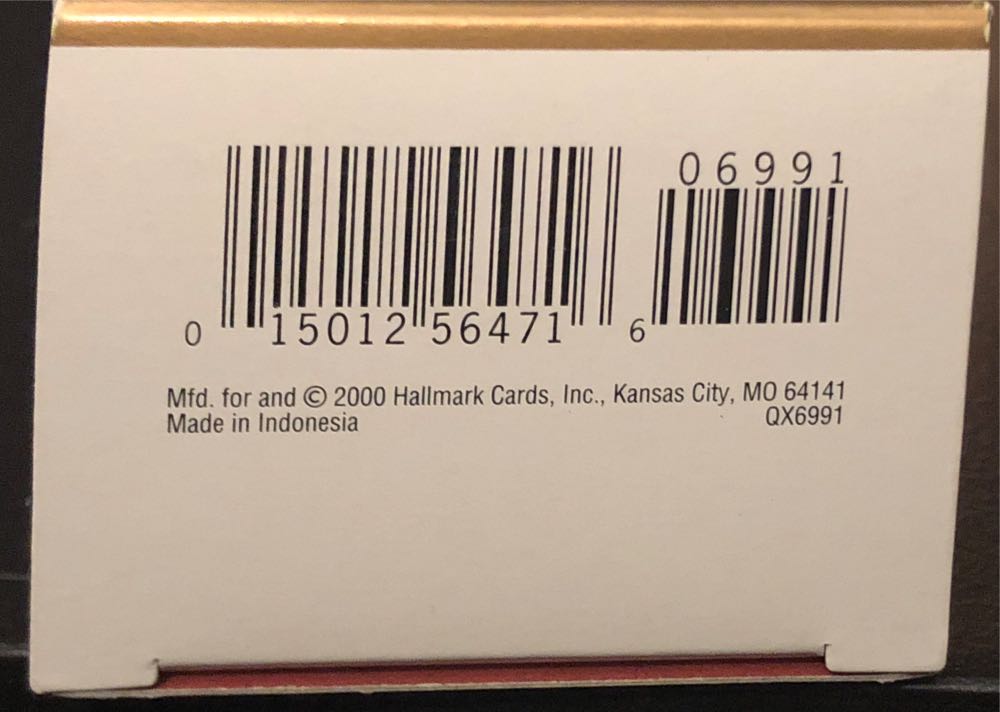 06991
0 15012 56471 6
Mfd. for and © 2000 Hallmark Cards, Inc., Kansas City, MO 64141
Made in Indonesia QX6991